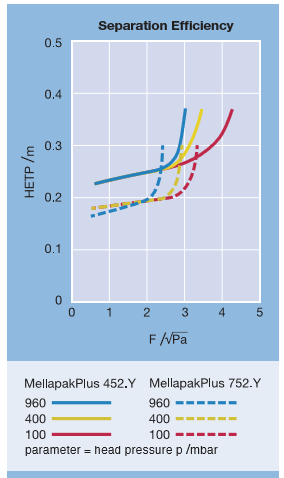 Separation Efficiency
0.5
0.4
0.3
0.2
0.1
0
HETP /m
0 1 2 3 4 5
F /√Pa
MellapakPlus 452.Y MellapakPlus 752.Y
960 960
400 400
100 100
parameter = head pressure p /mbar